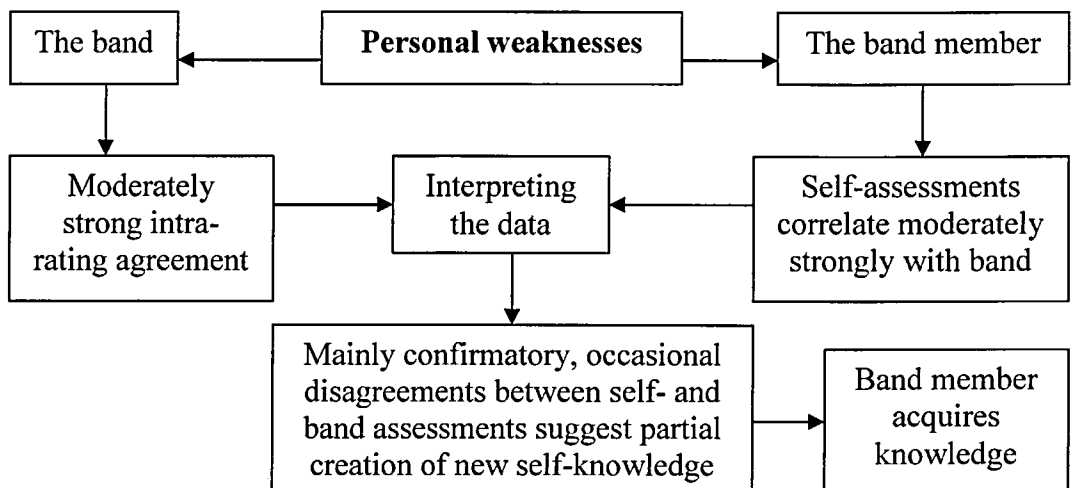 The band
Personal weaknesses
The band member
Moderately
strong intra-
rating agreement
Interpreting
the data
Self-assessments
correlate moderately
strongly with band
Mainly confirmatory, occasional
disagreements between self- and
band assessments suggest partial
creation of new self-knowledge
Band member
acquires
knowledge